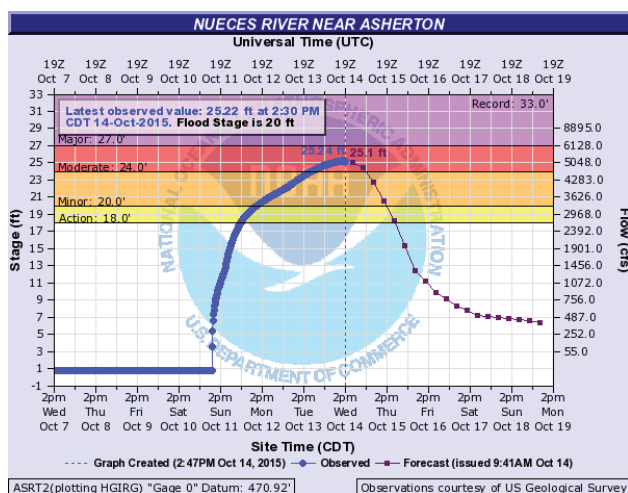 NUECES RIVER NEAR ASHERTON
Universal Time (UTC)
19Z 19Z 19Z 19Z 19Z 19Z 19Z 19Z 19Z 19Z 19Z 19Z 19Z
Oct 7 Oct 8 Oct 9 Oct 10 Oct 11 Oct 12 Oct 13 Oct 14 Oct 15 Oct 16 Oct 17 Oct 18 Oct 19
Latest observed value: 25.22 ft at 2:30 PM
CDT 14-Oct-2015. Flood Stage is 20 ft
Record: 33.0'
Major: 27.0'
Moderate: 24.0'
Minor: 20.0'
Action: 18.0'
25.24 ft 25.1 ft
NATIONAL OCEANIC AND ATMOSPHERIC ADMINISTRATION
U.S. DEPARTMENT OF COMMERCE
Stage (ft)
33
31
29
27
25
23
21
19
17
15
13
11
9
7
5
3
1
-1
Flow (cfs)
8895.0
6128.0
5048.0
4283.0
3622.0
2968.0
2392.0
1901.0
1456.0
1072.0
756.0
487.0
252.0
55.0
2pm 2pm 2pm 2pm 2pm 2pm 2pm 2pm 2pm 2pm 2pm 2pm 2pm
Wed Thu Fri Sat Sun Mon Tue Wed Thu Fri Sat Sun Mon
Oct 7 Oct 8 Oct 9 Oct 10 Oct 11 Oct 12 Oct 13 Oct 14 Oct 15 Oct 16 Oct 17 Oct 18 Oct 19
Site Time (CDT)
Graph Created (2:47PM Oct 14, 2015) Observed Forecast (issued 9:41AM Oct 14)
ASRT2(plotting HGIRG) "Gage 0" Datum: 470.92'
Observations courtesy of US Geological Survey